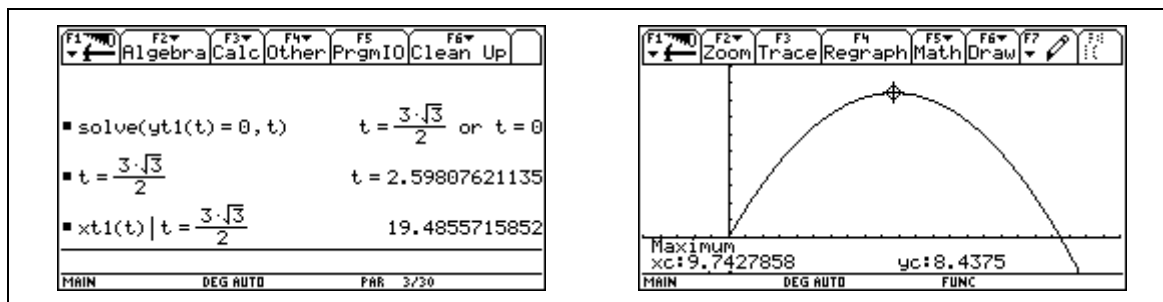 F1 F2 Algebra F3 Calc F4 Other F5 PrgmIO F6 Clean Up
solve(yt1(t) = 0, t) t = 3·√3/2 or t = 0
t = 3·√3/2 t = 2.59807621135
xt1(t) | t = 3·√3/2 19.4855715852
MAIN DEG AUTO PAR 3/30
F1 F2 Zoom F3 Trace F4 Regraph F5 Math F6 Draw F7
Maximum
xc:9.7427858 yc:8.4375
MAIN DEG AUTO FUNC